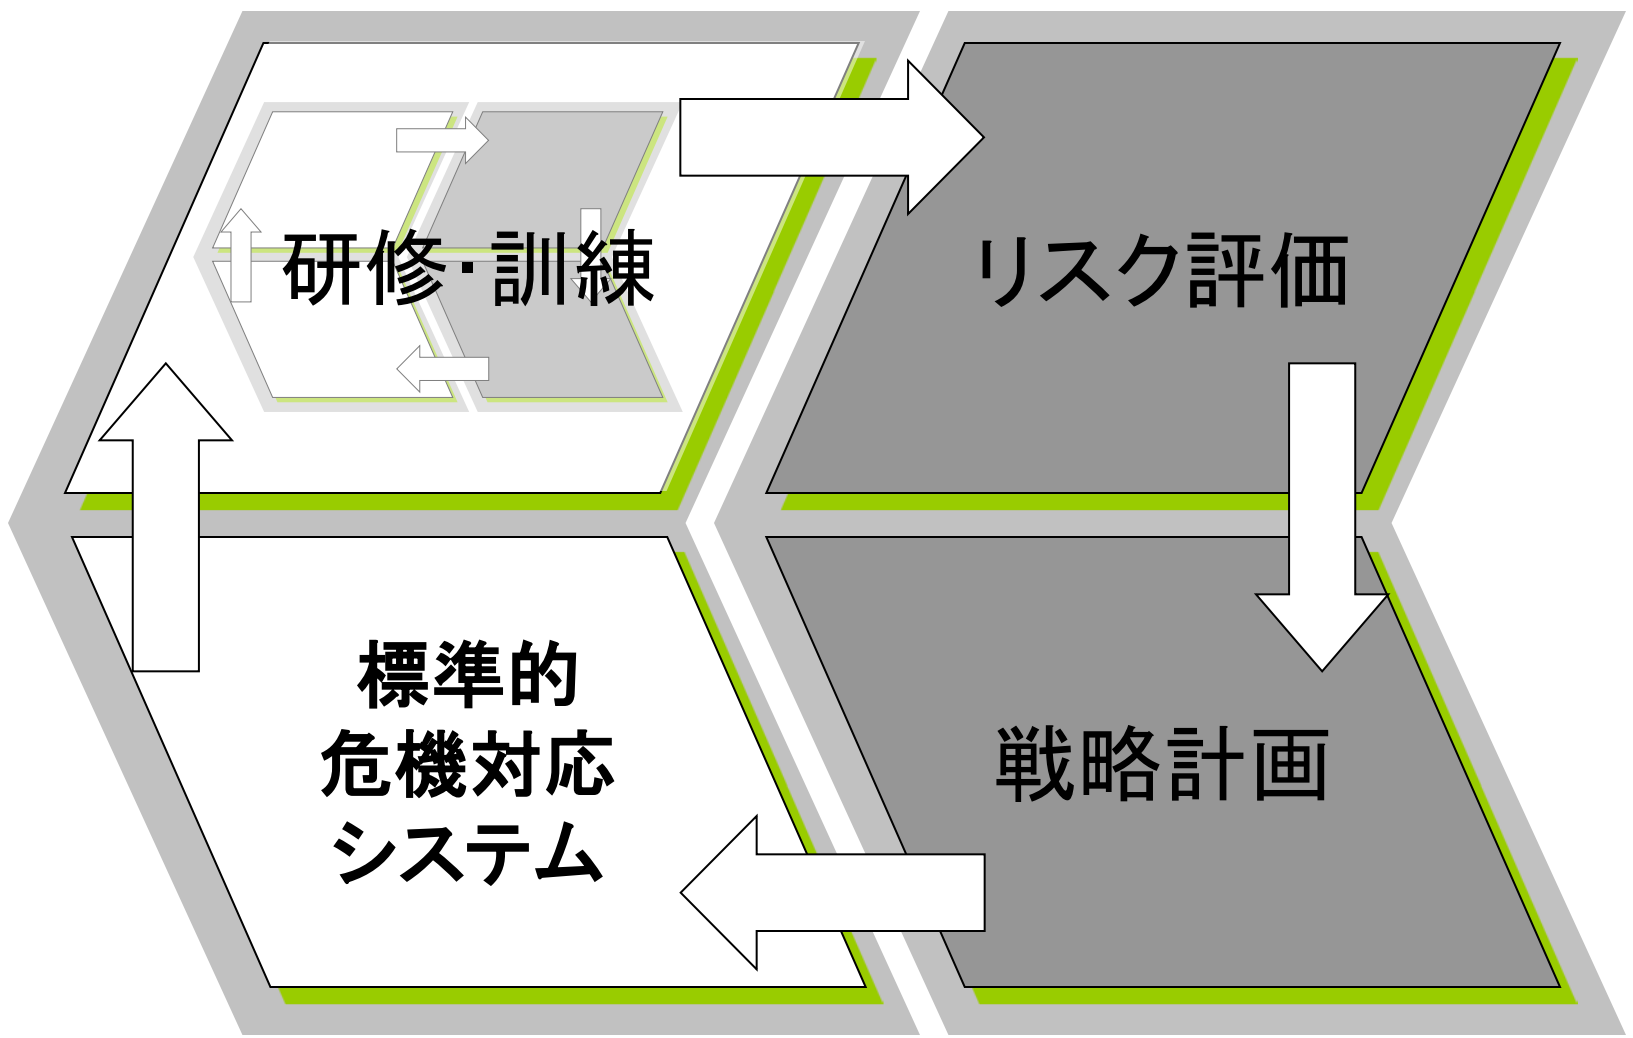 研修・訓練
リスク評価
標準的
危機対応
システム
戦略計画